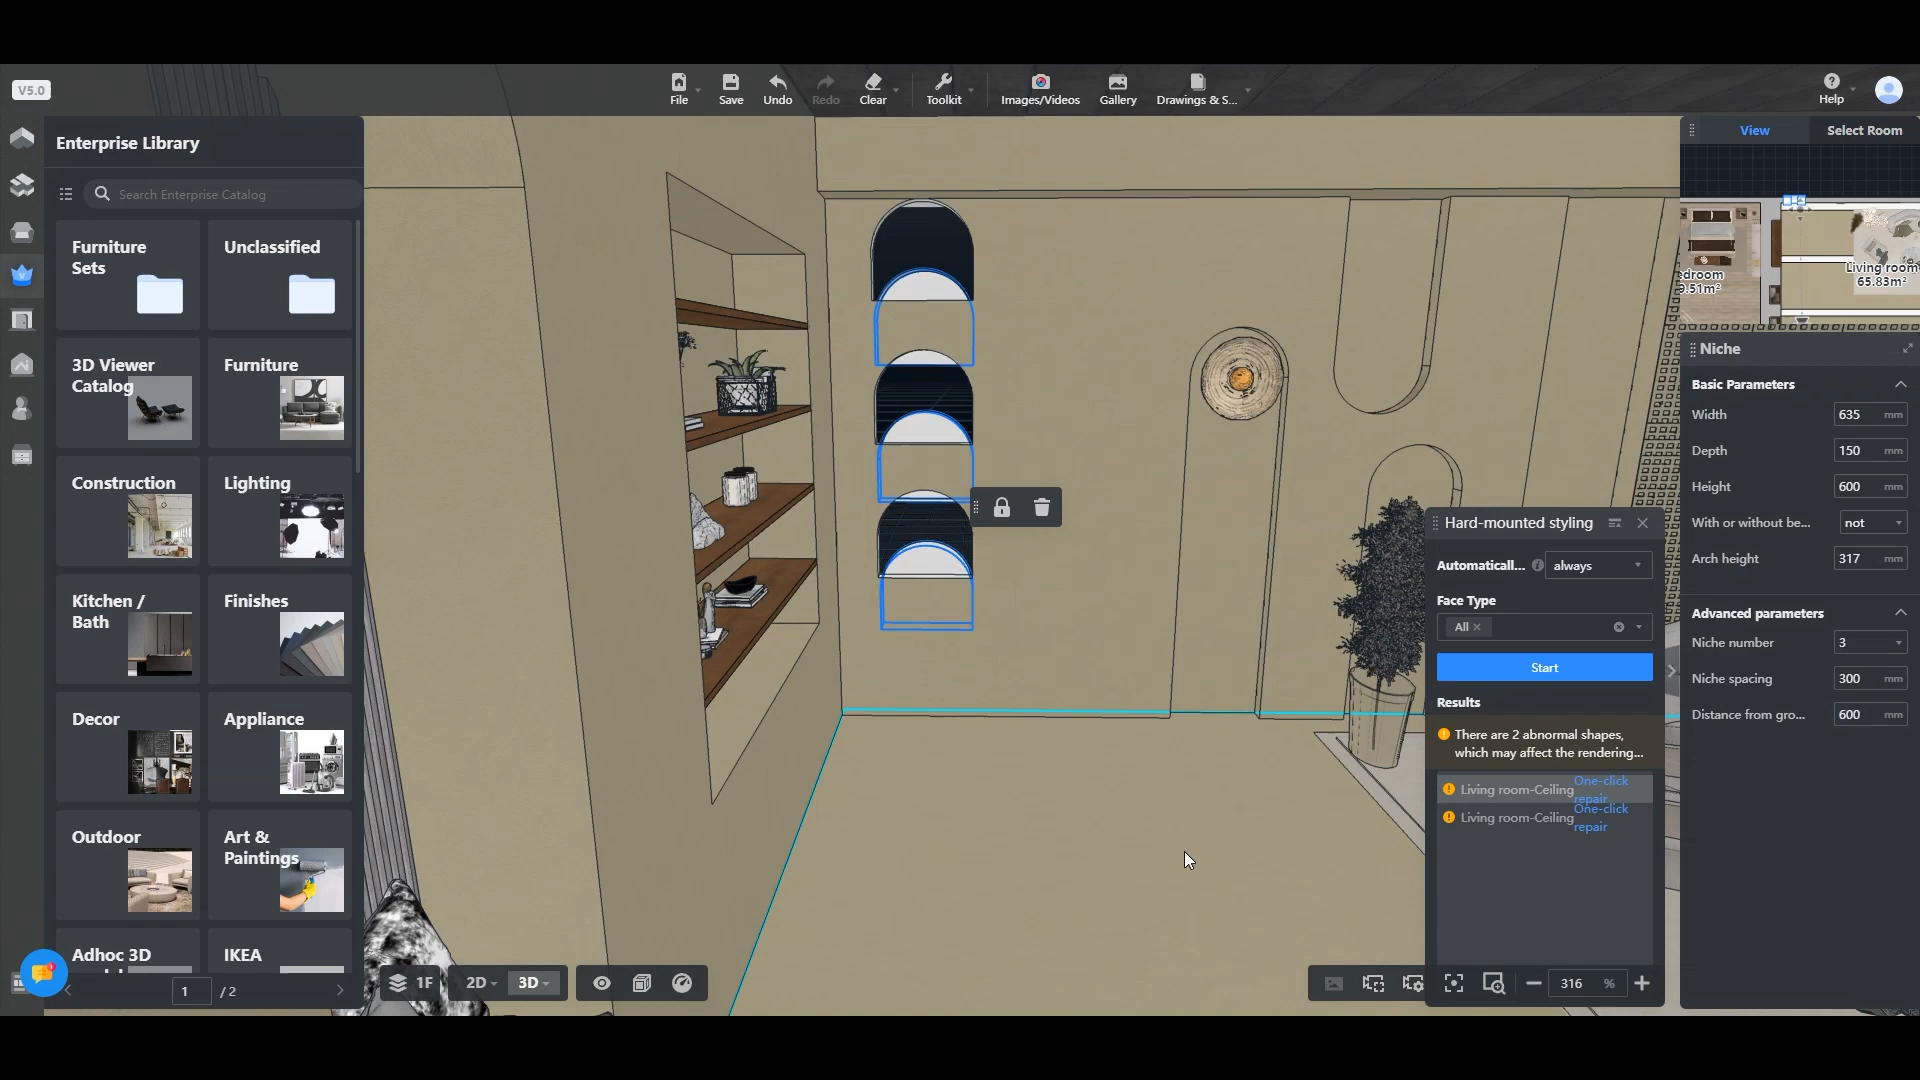 V5.0
File
Save
Undo
Redo
Clear
Toolkit
Images/Videos
Gallery
Drawings & S...
Help
Enterprise Library
Search Enterprise Catalog
Furniture
Sets
Unclassified
3D Viewer
Catalog
Furniture
Construction
Lighting
Kitchen /
Bath
Finishes
Decor
Appliance
Outdoor
Art &
Paintings
Adhoc 3D
IKEA
1 / 2
1F
2D
3D
View
Select Room
Living room
65.83m²
Niche
Basic Parameters
Width 635 mm
Depth 150 mm
Height 600 mm
With or without be... not
Arch height 317 mm
Advanced parameters
Niche number 3
Niche spacing 300 mm
Distance from gro... 600 mm
Hard-mounted styling
Automaticall... always
Face Type
All
Start
Results
There are 2 abnormal shapes,
which may affect the rendering...
Living room-Ceiling One-click
repair
Living room-Ceiling One-click
repair
316 %